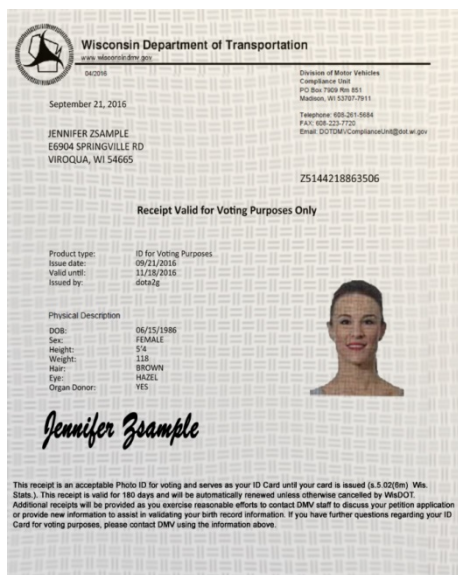 Wisconsin Department of Transportation
www.wisconsindmv.gov
04/2016
Division of Motor Vehicles
Compliance Unit
PO Box 7909 Rm 851
Madison, WI 53707-7911
September 21, 2016
Telephone: 608-261-5684
FAX: 608-223-7720
Email: DOTDMVComplianceUnit@dot.wi.gov
JENNIFER ZSAMPLE
E6904 SPRINGVILLE RD
VIROQUA, WI 54665
Z5144218863506
Receipt Valid for Voting Purposes Only
Product type: ID for Voting Purposes
Issue date: 09/21/2016
Valid until: 11/18/2016
Issued by: dota2g
Physical Description
DOB: 06/15/1986
Sex: FEMALE
Height: 5'4
Weight: 118
Hair: BROWN
Eye: HAZEL
Organ Donor: YES
Jennifer Zsample
This receipt is an acceptable Photo ID for voting and serves as your ID Card until your card is issued (s.5.02(6m) Wis.
Stats.). This receipt is valid for 180 days and will be automatically renewed unless otherwise cancelled by WisDOT.
Additional receipts will be provided as you exercise reasonable efforts to contact DMV staff to discuss your petition application
or provide new information to assist in validating your birth record information. If you have further questions regarding your ID
Card for voting purposes, please contact DMV using the information above.